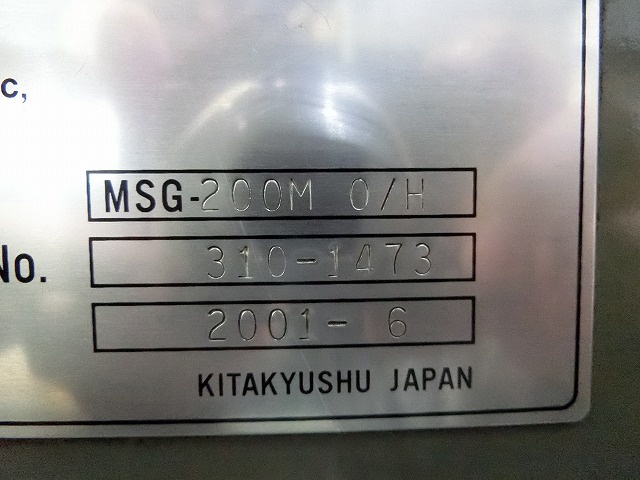 c,
MSG-200M O/H
No. 310-1473
2001- 6
KITAKYUSHU JAPAN